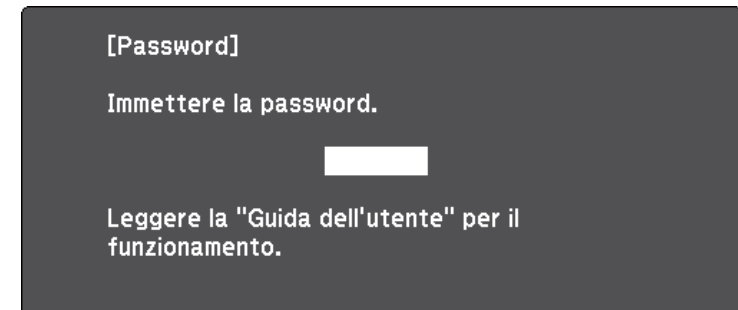 [Password]
Immettere la password.
Leggere la "Guida dell'utente" per il
funzionamento.